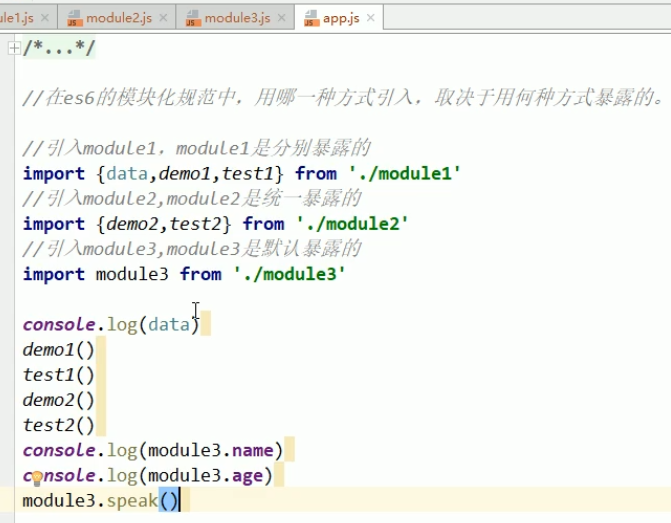 ule1.js module2.js module3.js app.js
/*...*/
//在es6的模块化规范中，用哪一种方式引入，取决于用何种方式暴露的。
//引入module1，module1是分别暴露的
import {data,demo1,test1} from './module1'
//引入module2,module2是统一暴露的
import {demo2,test2} from './module2'
//引入module3,module3是默认暴露的
import module3 from './module3'
console.log(data)
demo1()
test1()
demo2()
test2()
console.log(module3.name)
console.log(module3.age)
module3.speak()